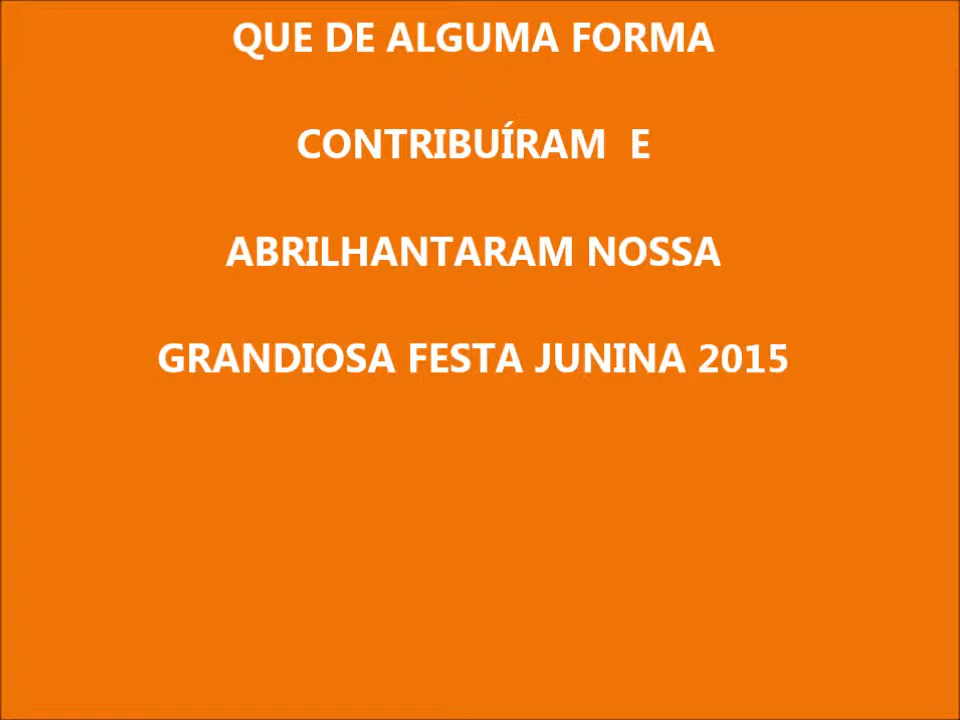 QUE DE ALGUMA FORMA
CONTRIBUÍRAM  E
ABRILHANTARAM NOSSA
GRANDIOSA FESTA JUNINA 2015